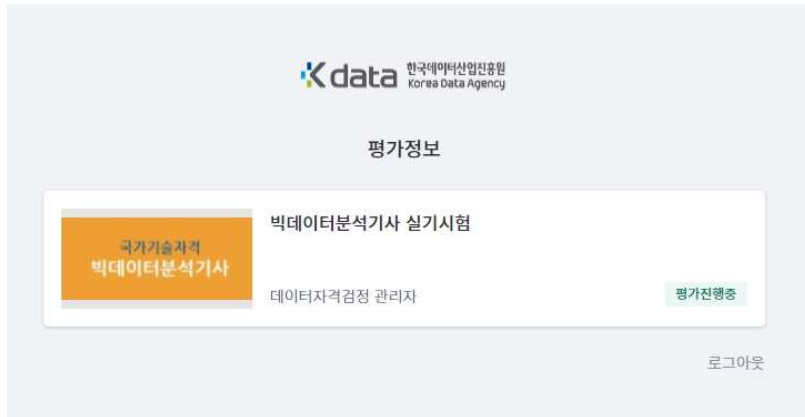 Kdata 한국데이터산업진흥원
Korea Data Agency
평가정보
국가기술자격
빅데이터분석기사
빅데이터분석기사 실기시험
데이터자격검정 관리자
평가진행중
로그아웃